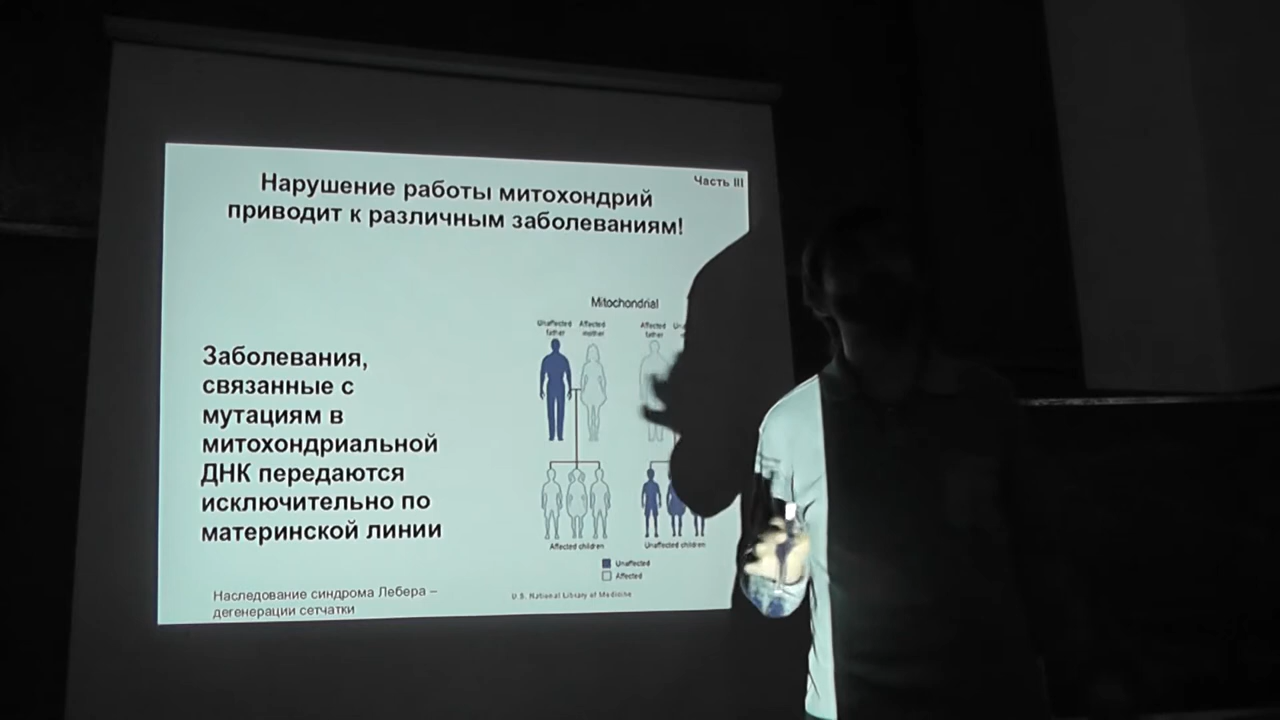 Часть III
Нарушение работы митохондрий
приводит к различным заболеваниям!
Mitochondrial
Unaffected father
Affected mother
Affected father
Заболевания,
связанные с
мутациям в
митохондриальной
ДНК передаются
исключительно по
материнской линии
Affected children
Unaffected children
Unaffected
Affected
U.S. National Library of Medicine
Наследование синдрома Лебера –
дегенерации сетчатки